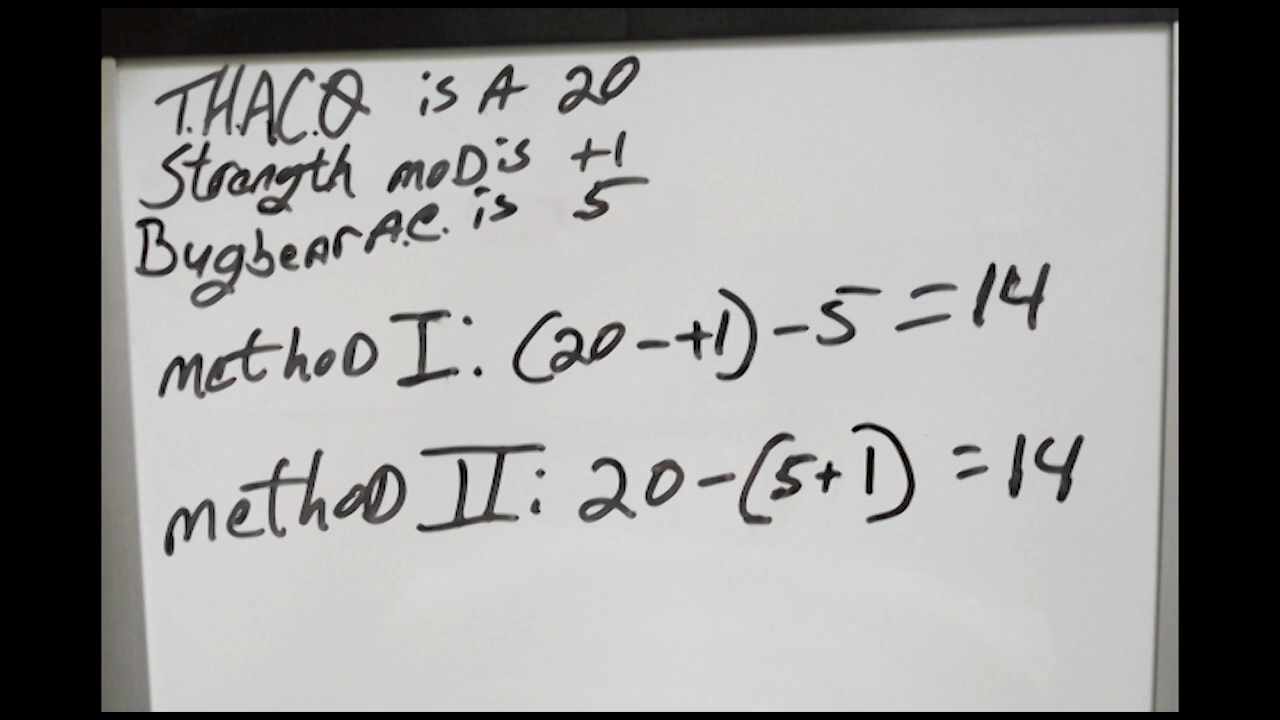 T.H.A.C.0 is A 20
Strength moD is +1
BugbeAr A.C. is 5
methoD I: (20-+1)-5=14
methoD II: 20-(5+1)=14